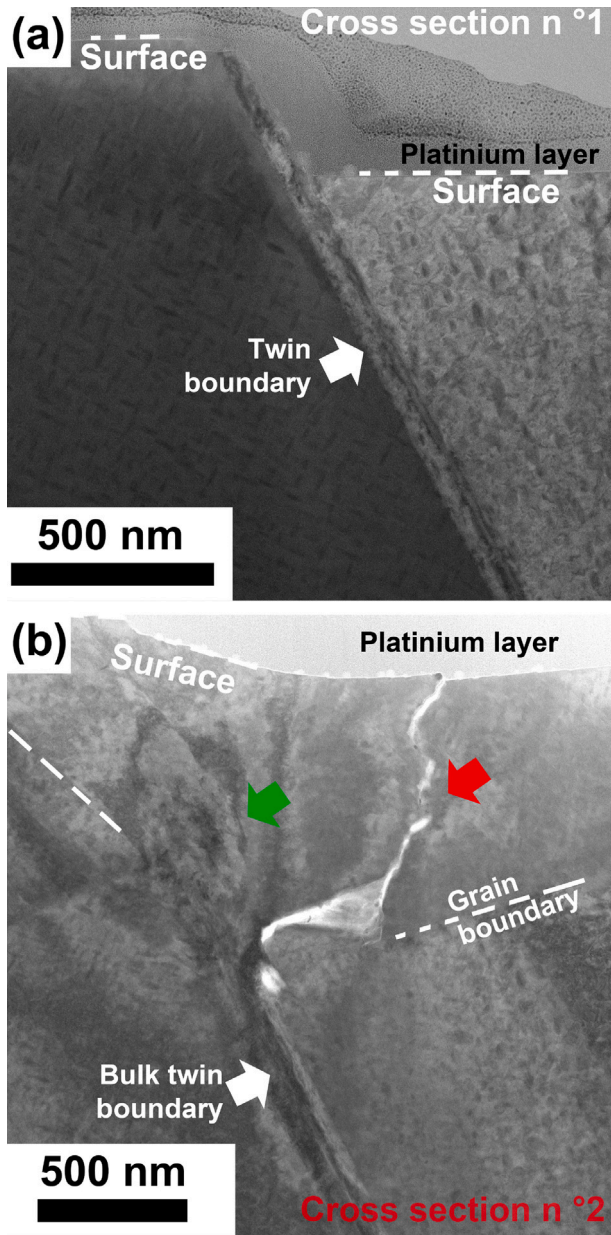 (a)
Cross section n °1
Surface
Platinium layer
Surface
Twin
boundary
500 nm
(b)
Platinium layer
Surface
Grain
boundary
Bulk twin
boundary
500 nm
Cross section n °2